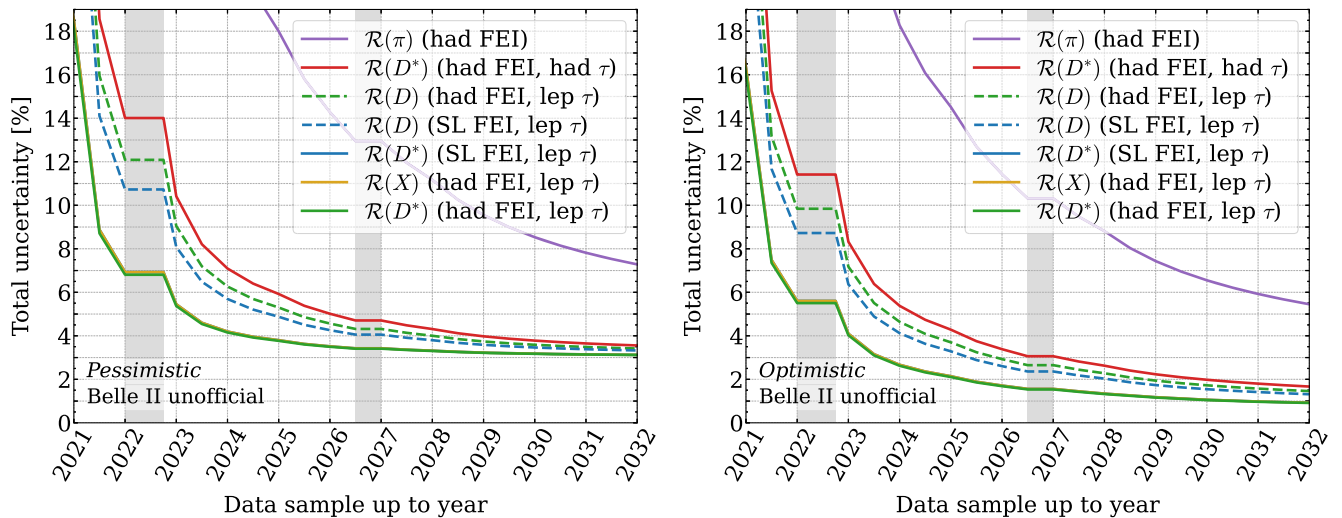 Total uncertainty [%]
18
16
14
12
10
8
6
4
2
0
R(π) (had FEI)
R(D*) (had FEI, had τ)
R(D) (had FEI, lep τ)
R(D) (SL FEI, lep τ)
R(D*) (SL FEI, lep τ)
R(X) (had FEI, lep τ)
R(D*) (had FEI, lep τ)
Pessimistic
Belle II unofficial
2021 2022 2023 2024 2025 2026 2027 2028 2029 2030 2031 2032
Data sample up to year
Total uncertainty [%]
18
16
14
12
10
8
6
4
2
0
R(π) (had FEI)
R(D*) (had FEI, had τ)
R(D) (had FEI, lep τ)
R(D) (SL FEI, lep τ)
R(D*) (SL FEI, lep τ)
R(X) (had FEI, lep τ)
R(D*) (had FEI, lep τ)
Optimistic
Belle II unofficial
2021 2022 2023 2024 2025 2026 2027 2028 2029 2030 2031 2032
Data sample up to year